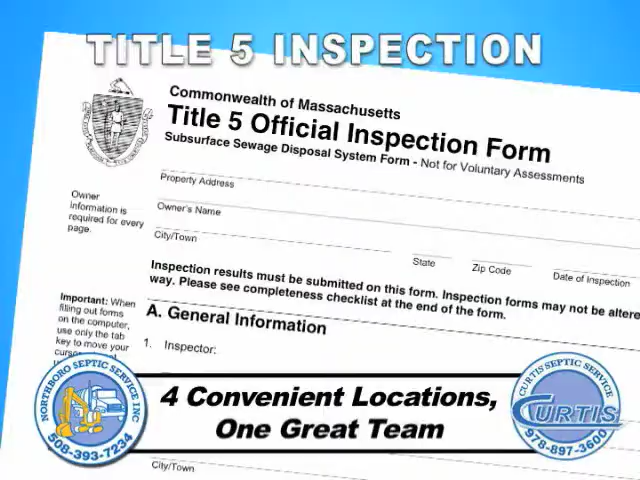 TITLE 5 INSPECTION
Commonwealth of Massachusetts
Title 5 Official Inspection Form
Subsurface Sewage Disposal System Form - Not for Voluntary Assessments
Property Address
Owner
information is
required for every
page.
Owner's Name
City/Town
State
Zip Code
Date of Inspection
Inspection results must be submitted on this form. Inspection forms may not be altere
way. Please see completeness checklist at the end of the form.
Important: When
filling out forms
on the computer,
use only the tab
key to move your
A. General Information
1. Inspector:
NORTHBORO SEPTIC SERVICE INC
508-393-7234
4 Convenient Locations,
One Great Team
CURTIS SEPTIC SERVICE
CURTIS
978-897-3600
City/Town